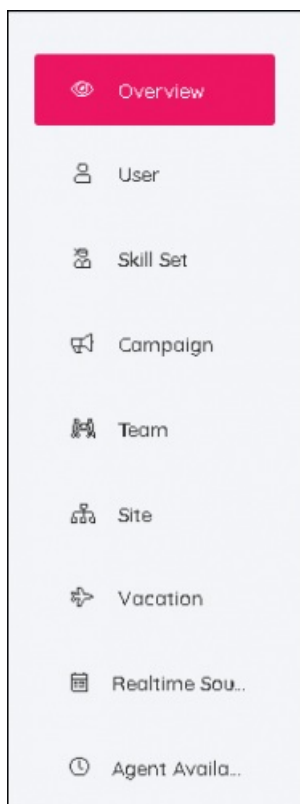 Overview
User
Skill Set
Campaign
Team
Site
Vacation
Realtime Sou...
Agent Availa...